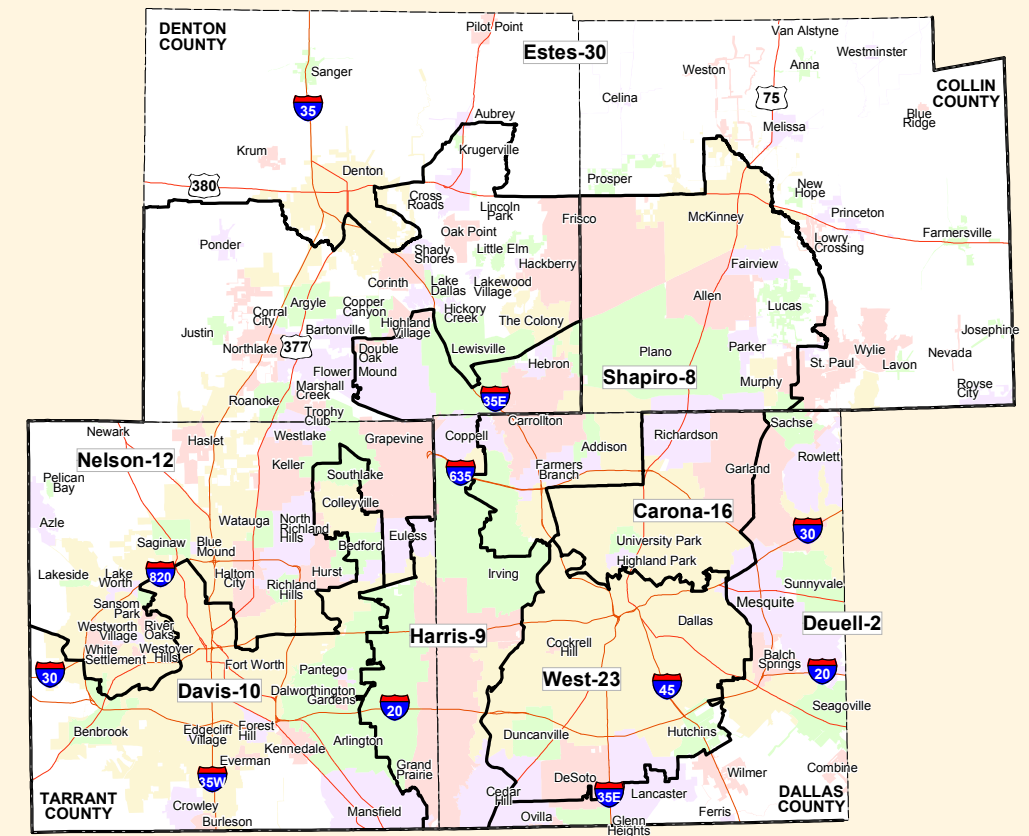 DENTON
COUNTY
Pilot Point
Estes-30
Van Alstyne
Westminster
Sanger
Weston
Anna
COLLIN
COUNTY
35
Celina
75
Blue
Ridge
Aubrey
Melissa
Krum
Krugerville
Denton
380
Prosper
New
Hope
Cross
Roads
Lincoln
Park
Frisco
McKinney
Princeton
Oak Point
Ponder
Shady
Shores
Little Elm
Lowry
Crossing
Farmersville
Hackberry
Fairview
Corinth
Lake
Dallas
Lakewood
Village
Allen
Lucas
Argyle
Copper
Canyon
Corral
City
Hickory
Creek
The Colony
Justin
Bartonville
Highland
Village
Josephine
Northlake
377
Double
Oak
Lewisville
Plano
Parker
Wylie
Nevada
Hebron
St. Paul
Lavon
Flower
Mound
Shapiro-8
Murphy
Royse
City
Marshall
Creek
Roanoke
35E
Trophy
Club
Carrollton
Sachse
Newark
Haslet
Westlake
Grapevine
Coppell
Addison
Richardson
Nelson-12
Keller
635
Farmers
Branch
Garland
Rowlett
Pelican
Bay
Southlake
Colleyville
Carona-16
Azle
Watauga
North
Richland
Hills
Euless
30
Saginaw
Blue
Mound
Bedford
University Park
Highland Park
Lakeside
Lake
Worth
820
Haltom
City
Hurst
Irving
Richland
Hills
Sunnyvale
Sansom
Park
Mesquite
Westworth
Village
River
Oaks
Harris-9
Dallas
Deuell-2
White
Settlement
Westover
Hills
Cockrell
Hill
30
Fort Worth
Pantego
Balch
Springs
Davis-10
Dalworthington
Gardens
20
West-23
45
20
Seagoville
Benbrook
Edgecliff
Village
Forest
Hill
Arlington
Duncanville
Hutchins
Kennedale
Everman
Grand
Prairie
35W
DeSoto
Wilmer
Combine
TARRANT
COUNTY
Crowley
Burleson
Mansfield
Cedar
Hill
35E
Lancaster
DALLAS
COUNTY
Ovilla
Glenn
Heights
Ferris